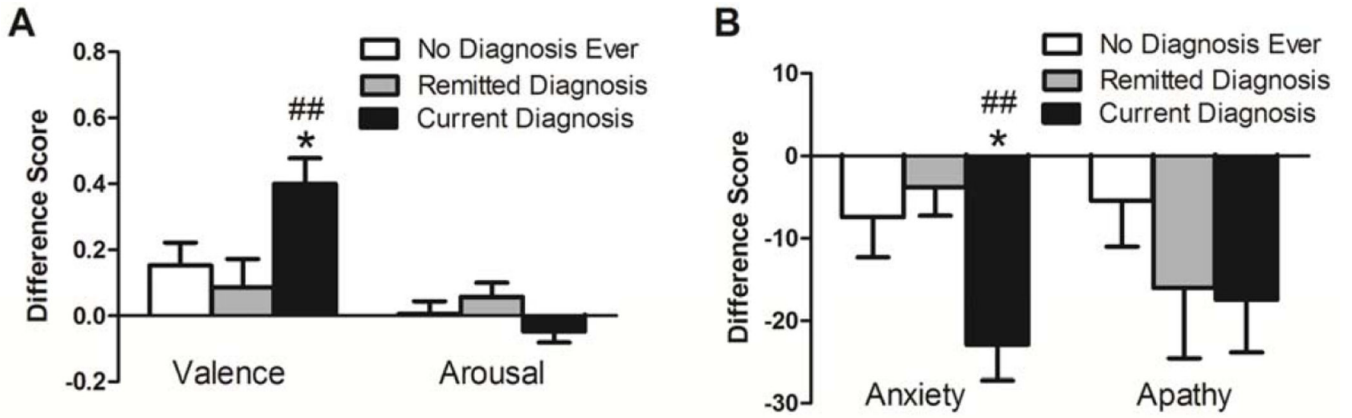 A
Difference Score
0.8
0.6
0.4
0.2
0.0
-0.2
No Diagnosis Ever
Remitted Diagnosis
Current Diagnosis
##
*
Valence
Arousal
B
Difference Score
10
0
-10
-20
-30
No Diagnosis Ever
Remitted Diagnosis
Current Diagnosis
##
*
Anxiety
Apathy